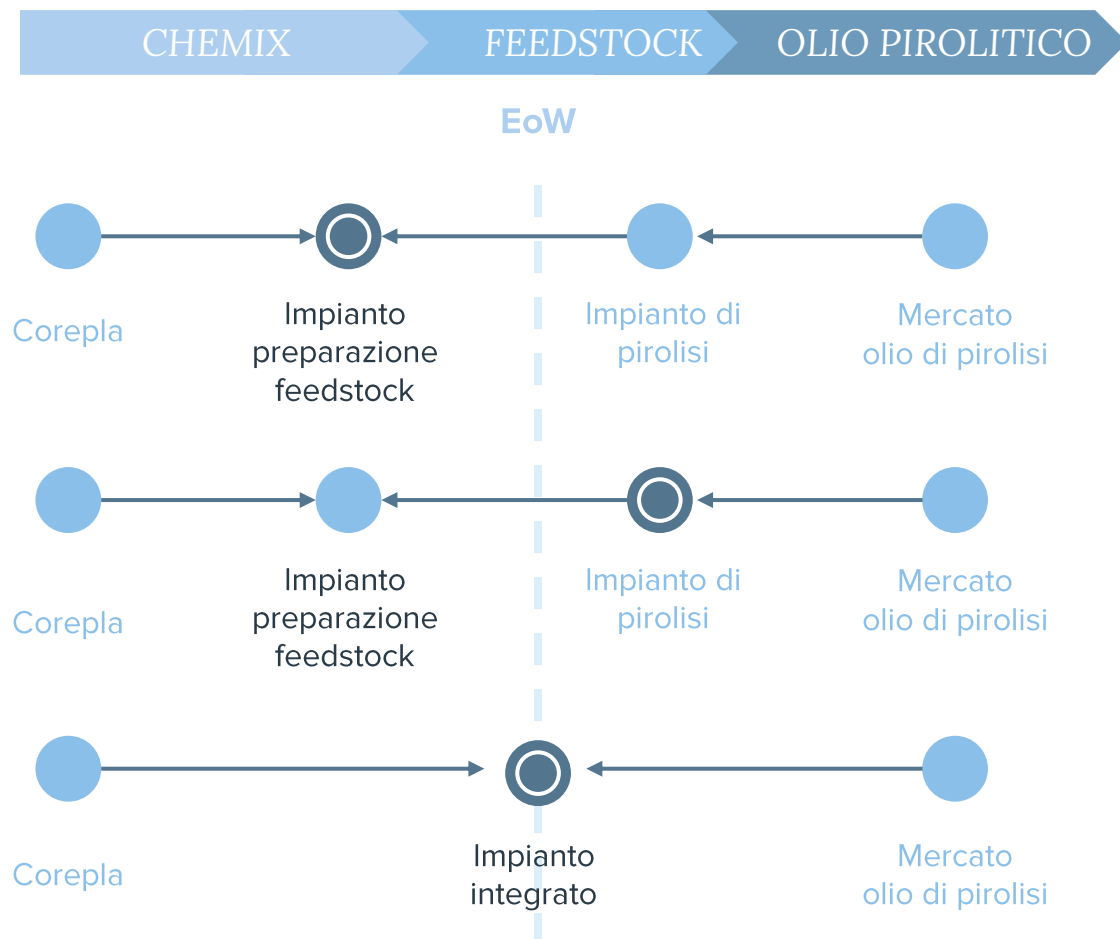 CHEMIX
FEEDSTOCK
OLIO PIROLITICO
EoW
Corepla
Impianto
preparazione
feedstock
Impianto di
pirolisi
Mercato
olio di pirolisi
Corepla
Impianto
preparazione
feedstock
Impianto di
pirolisi
Mercato
olio di pirolisi
Corepla
Impianto
integrato
Mercato
olio di pirolisi